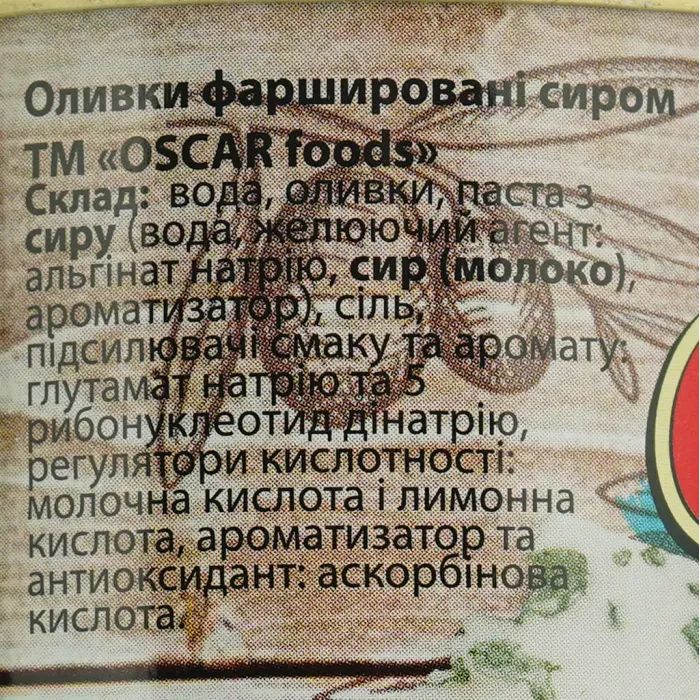 Оливки фаршировані сиром
ТМ «OSCAR foods»
Склад: вода, оливки, паста з
сиру (вода, желюючий агент:
альгінат натрію, сир (молоко),
ароматизатор), сіль,
підсилювачі смаку та аромату:
глутамат натрію та 5
рибонуклеотид динатрію,
регулятори кислотності:
молочна кислота і лимонна
кислота, ароматизатор та
антиоксидант: аскорбінова
кислота.